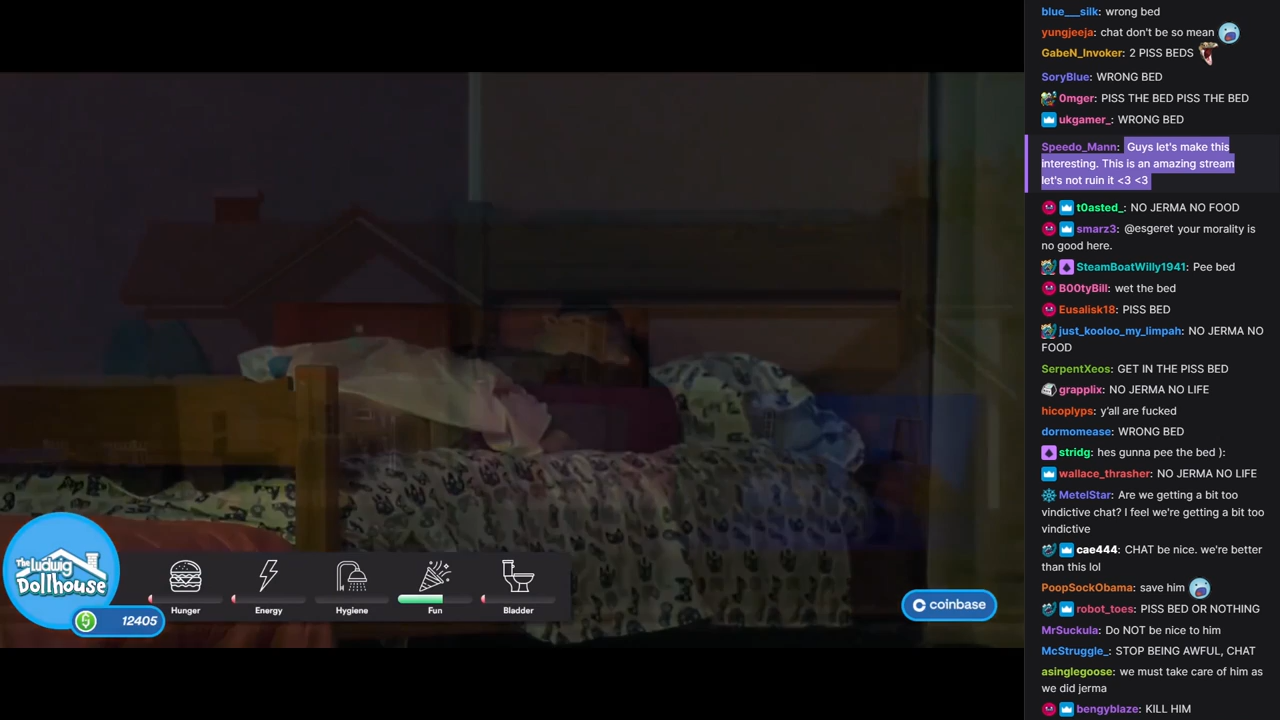 blue___silk: wrong bed
yungjeeja: chat don't be so mean
GabeN_Invoker: 2 PISS BEDS
SoryBlue: WRONG BED
0mger: PISS THE BED PISS THE BED
ukgamer_: WRONG BED
Speedo_Mann: Guys let's make this
interesting. This is an amazing stream
let's not ruin it <3 <3
t0asted_: NO JERMA NO FOOD
smarz3: @esgeret your morality is
no good here.
SteamBoatWilly1941: Pee bed
B00tyBill: wet the bed
Eusalisk18: PISS BED
just_kooloo_my_limpah: NO JERMA NO
FOOD
SerpentXeos: GET IN THE PISS BED
grapplix: NO JERMA NO LIFE
hicoplyps: y'all are fucked
dormomease: WRONG BED
stridg: hes gunna pee the bed ):
wallace_thrasher: NO JERMA NO LIFE
MetelStar: Are we getting a bit too
vindictive chat? I feel we're getting a bit too
vindictive
cae444: CHAT be nice. we're better
than this lol
PoopSockObama: save him
robot_toes: PISS BED OR NOTHING
MrSuckula: Do NOT be nice to him
McStruggle_: STOP BEING AWFUL, CHAT
asinglegoose: we must take care of him as
we did jerma
bengyblaze: KILL HIM
The Ludwig
Dollhouse
12405
Hunger
Energy
Hygiene
Fun
Bladder
coinbase